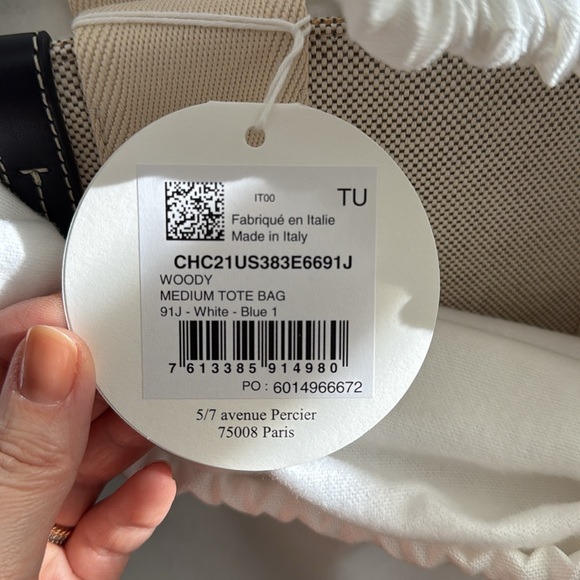 IT00
TU
Fabriqué en Italie
Made in Italy
CHC21US383E6691J
WOODY
MEDIUM TOTE BAG
91J - White - Blue 1
7 613385 914980
PO : 6014966672
5/7 avenue Percier
75008 Paris